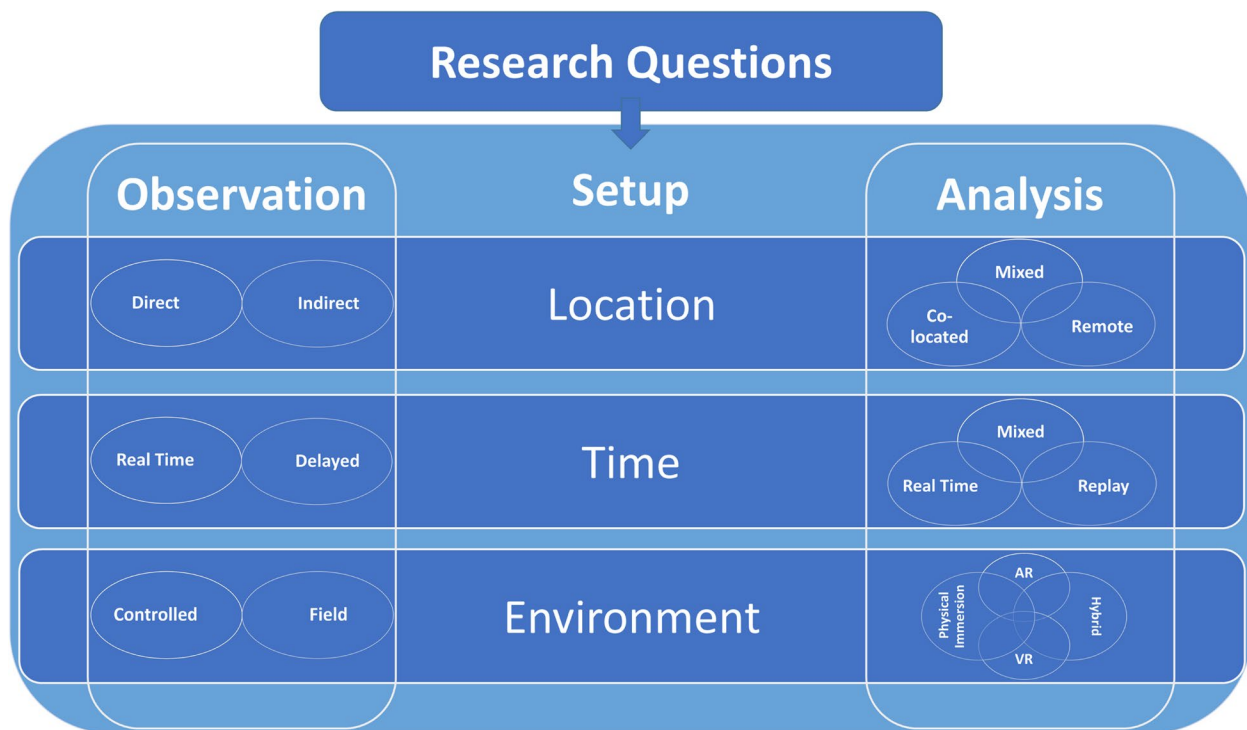 Research Questions
Observation
Setup
Analysis
Direct
Indirect
Location
Mixed
Co-
located
Remote
Real Time
Delayed
Time
Mixed
Real Time
Replay
Controlled
Field
Environment
AR
Physical
Immersion
Hybrid
VR